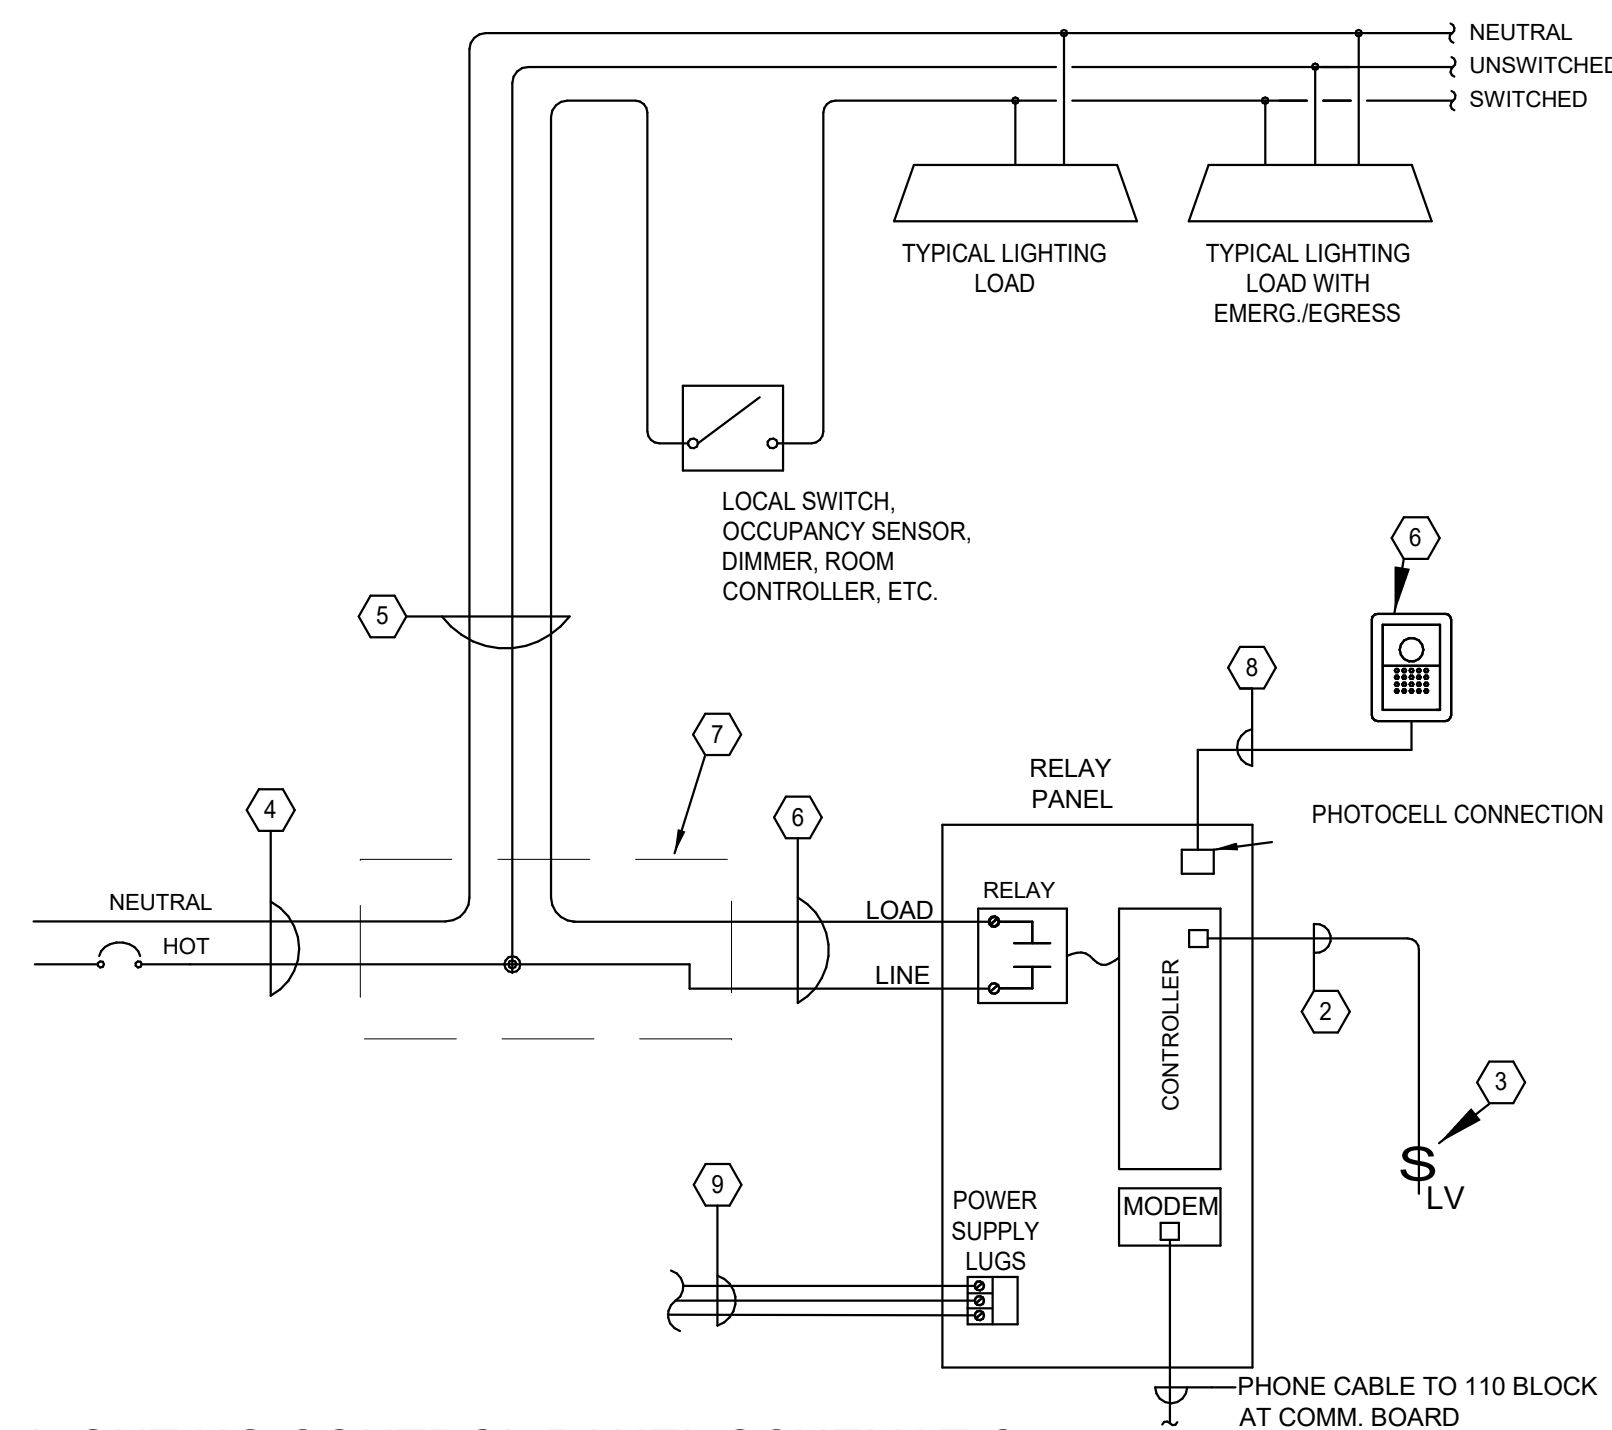 NEUTRAL
UNSWITCHED
SWITCHED
TYPICAL LIGHTING
LOAD
TYPICAL LIGHTING
LOAD WITH
EMERG./EGRESS
LOCAL SWITCH,
OCCUPANCY SENSOR,
DIMMER, ROOM
CONTROLLER, ETC.
6
5
8
7
RELAY
PANEL
4
6
PHOTOCELL CONNECTION
NEUTRAL
HOT
LOAD
LINE
RELAY
CONTROLLER
2
3
S
LV
9
POWER
SUPPLY
LUGS
MODEM
PHONE CABLE TO 110 BLOCK
AT COMM. BOARD